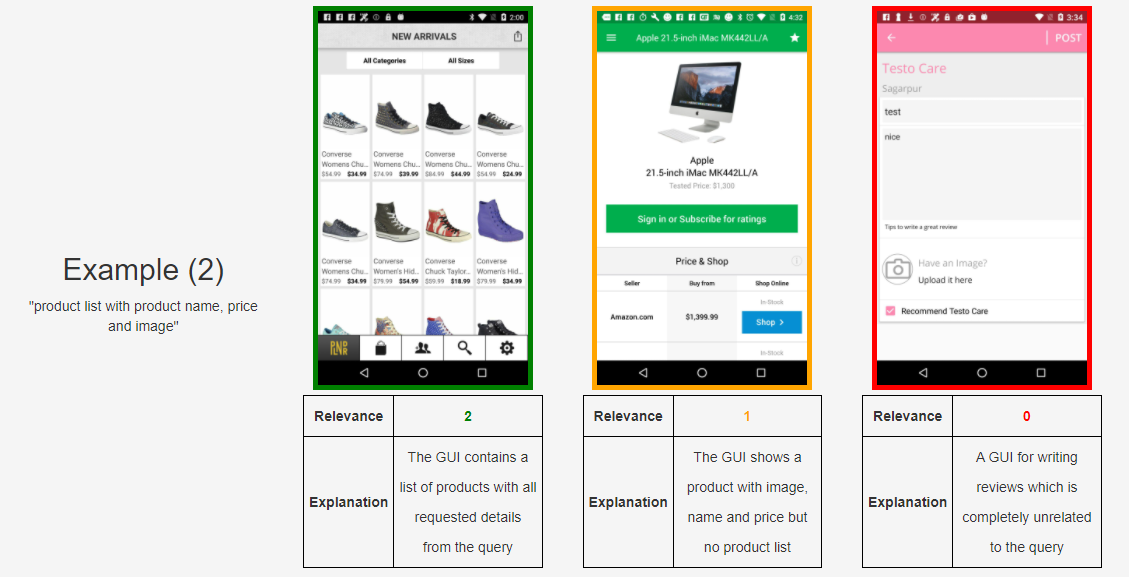 Example (2)
"product list with product name, price
and image"
2:00
NEW ARRIVALS
All Categories All Sizes
Converse Converse Converse Converse
Womens Chu... Womens Chu... Womens Chu... Womens Chu...
$54.99 $34.99 $74.99 $39.99 $84.99 $44.99 $54.99 $24.99
Converse Converse Converse Converse
Womens Chu... Women's Hid... Chuck Taylor... Women's Hid...
$74.99 $34.99 $79.99 $54.99 $59.99 $18.99 $79.99 $34.99
4:32
Apple 21.5-inch iMac MK442LL/A
Apple
21.5-inch iMac MK442LL/A
Tested Price: $1,300
Sign in or Subscribe for ratings
Price & Shop
Seller Buy from Shop Online
In-Stock
Amazon.com $1,399.99 Shop >
In-Stock
3:34
POST
Testo Care
Sagarpur
test
nice
Tips to write a great review
Have an Image?
Upload it here
Recommend Testo Care
Relevance 2
Explanation The GUI contains a
list of products with all
requested details
from the query
Relevance 1
Explanation The GUI shows a
product with image,
name and price but
no product list
Relevance 0
Explanation A GUI for writing
reviews which is
completely unrelated
to the query